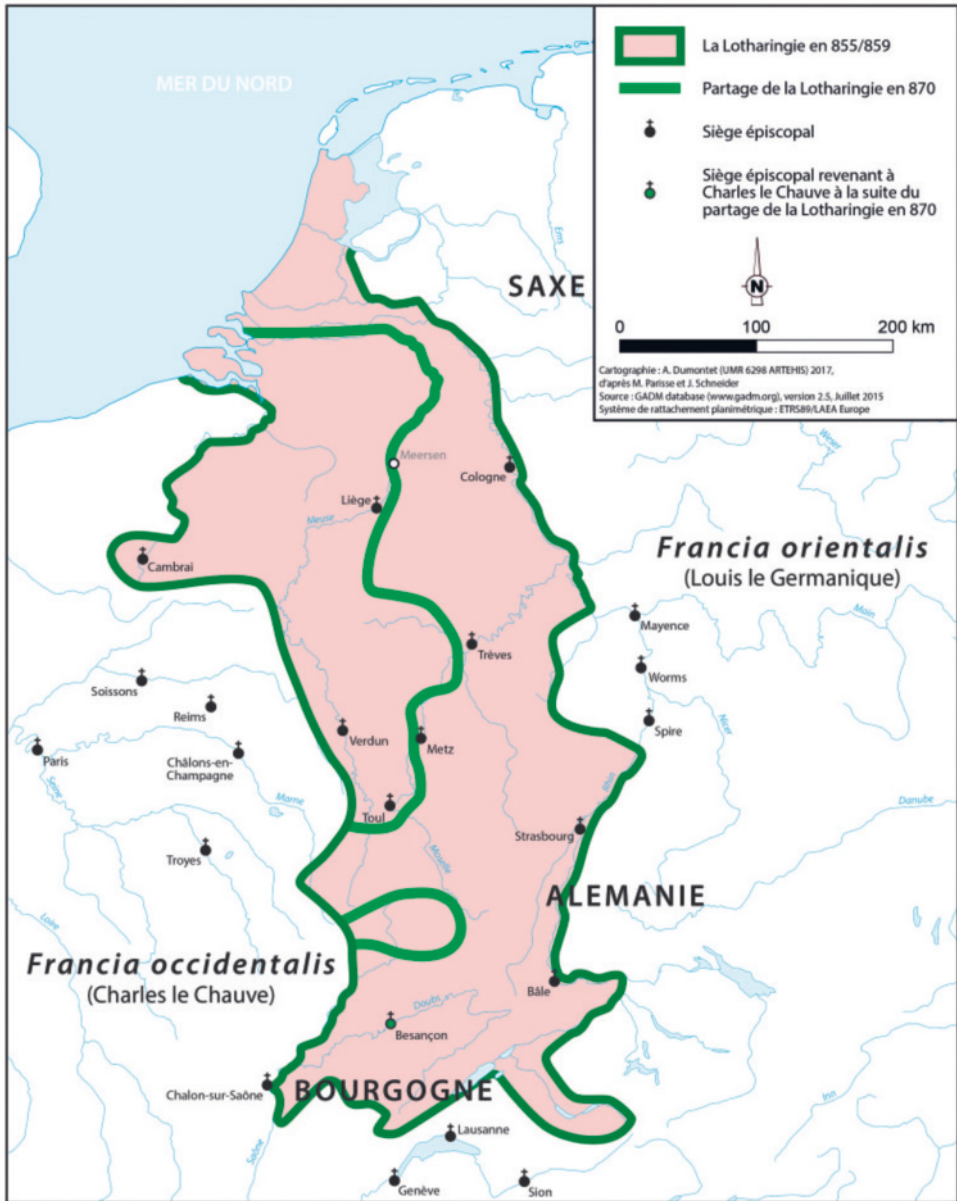 MER DU NORD
La Lotharingie en 855/859
Partage de la Lotharingie en 870
Siège épiscopal
Siège épiscopal revenant à
Charles le Chauve à la suite du
partage de la Lotharingie en 870
N
0 100 200 km
Cartographie : A. Dumontet (UMR 6298 ARTEHIS) 2017,
d'après M. Parisse et J. Schneider
Source : GADM database (www.gadm.org), version 2.5, Juillet 2015
Système de rattachement planimétrique : ETRS89/LAEA Europe
Erm
SAXE
Weser
Meersen
Cologne
Liège
Meuse
Cambrai
Francia orientalis
(Louis le Germanique)
Main
Mayence
Trèves
Worms
Soissons
Reims
Spire
Nicer
Verdun
Metz
Paris
Châlons-en-
Champagne
Seine
Marne
Rhin
Danube
Toul
Strasbourg
Troyes
Moselle
ALEMANIE
Loire
Francia occidentalis
(Charles le Chauve)
Bâle
Doubs
Besançon
Chalon-sur-Saône
BOURGOGNE
Inn
Lausanne
Saône
Genève
Sion